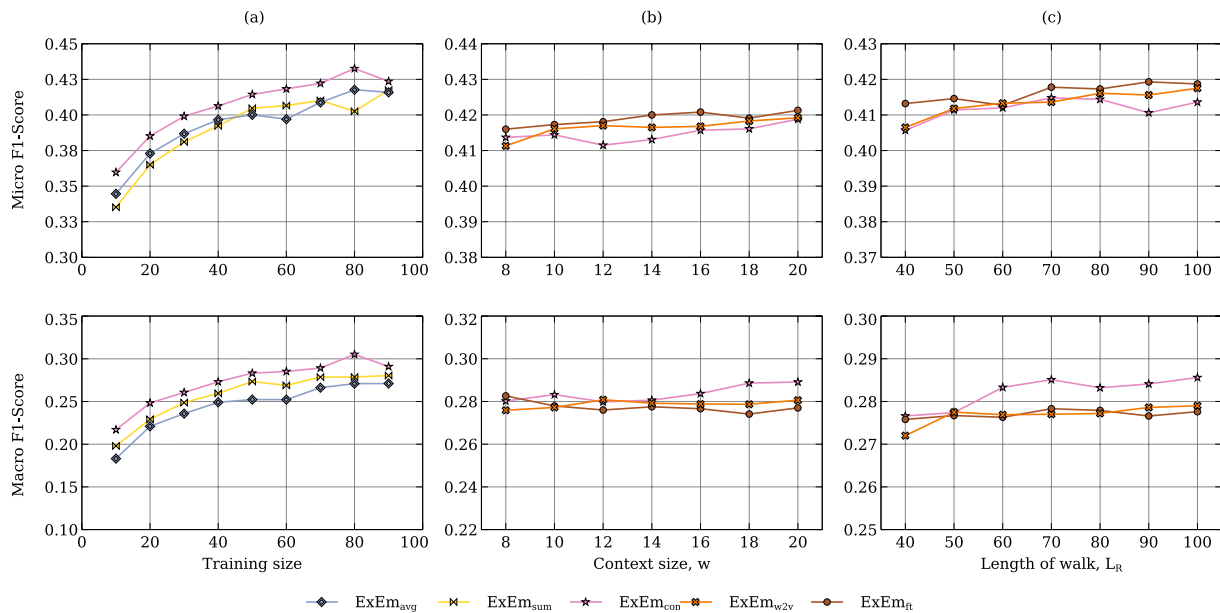 (a) (b) (c)
Micro F1-Score
0.45 0.43 0.40 0.38 0.35 0.33 0.30
0 20 40 60 80 100
0.44 0.43 0.42 0.41 0.40 0.39 0.38
8 10 12 14 16 18 20
0.43 0.42 0.41 0.40 0.39 0.38 0.37
40 50 60 70 80 90 100
Macro F1-Score
0.35 0.30 0.25 0.20 0.15 0.10
0 20 40 60 80 100
Training size
0.32 0.30 0.28 0.26 0.24 0.22
8 10 12 14 16 18 20
Context size, w
0.30 0.29 0.28 0.27 0.26 0.25
40 50 60 70 80 90 100
Length of walk, L_R
ExEm_avg ExEm_sum ExEm_con ExEm_w2v ExEm_ft